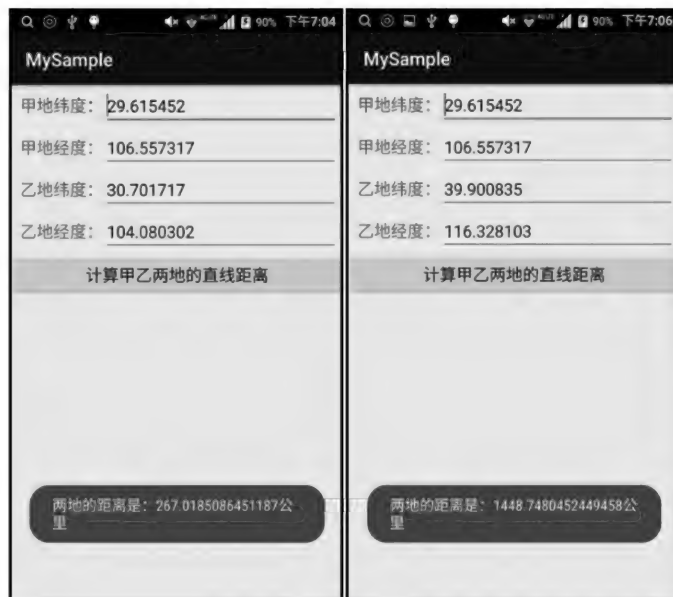 90% 下午7:04
MySample
甲地纬度： 29.615452
甲地经度： 106.557317
乙地纬度： 30.701717
乙地经度： 104.080302
计算甲乙两地的直线距离
两地的距离是：267.0185086451187公
里
90% 下午7:06
MySample
甲地纬度： 29.615452
甲地经度： 106.557317
乙地纬度： 39.900835
乙地经度： 116.328103
计算甲乙两地的直线距离
两地的距离是：1448.7480452449458公
里